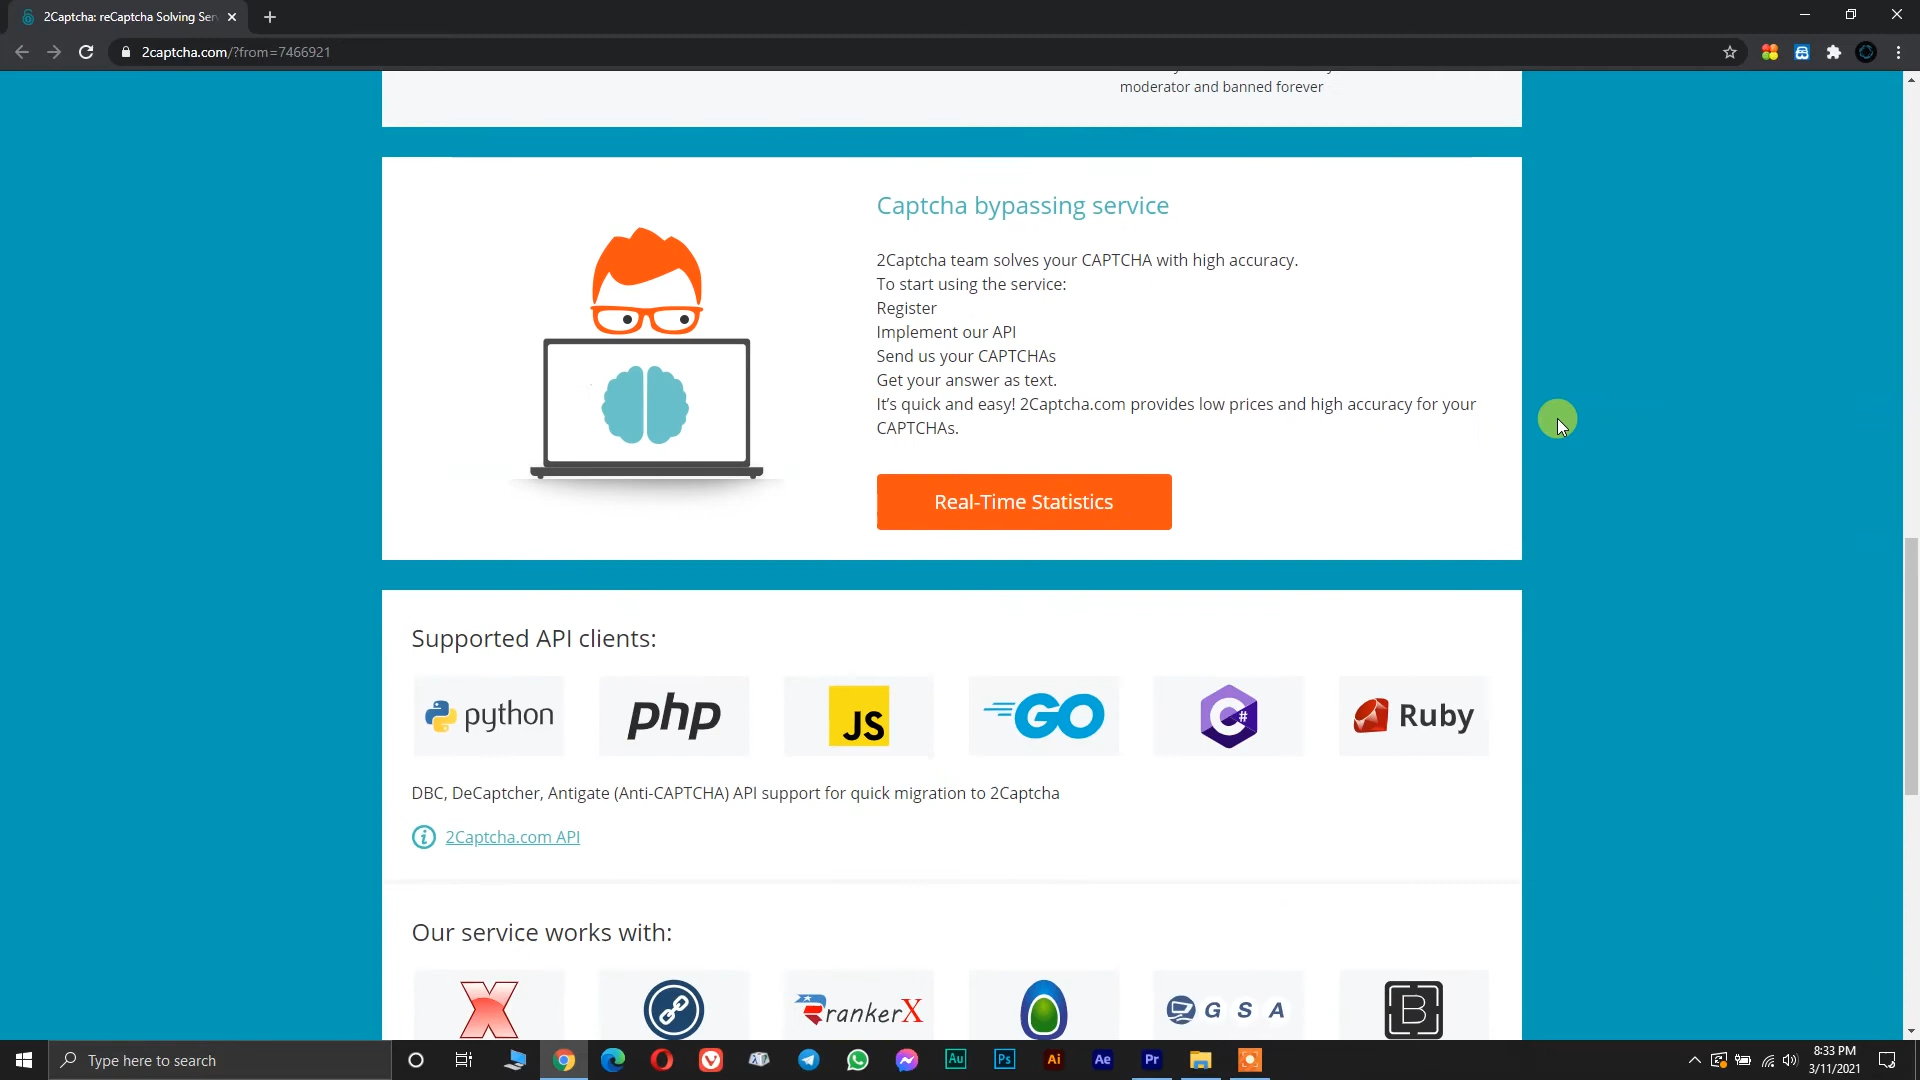 2Captcha: reCaptcha Solving Ser
2captcha.com/?from=7466921
moderator and banned forever
Captcha bypassing service
2Captcha team solves your CAPTCHA with high accuracy.
To start using the service:
Register
Implement our API
Send us your CAPTCHAs
Get your answer as text.
It's quick and easy! 2Captcha.com provides low prices and high accuracy for your
CAPTCHAs.
Real-Time Statistics
Supported API clients:
python
php
JS
GO
C#
Ruby
DBC, DeCaptcher, Antigate (Anti-CAPTCHA) API support for quick migration to 2Captcha
2Captcha.com API
Our service works with:
X
rankerX
G S A
B
Type here to search
Au
Ps
Ai
Ae
Pr
8:33 PM
3/11/2021